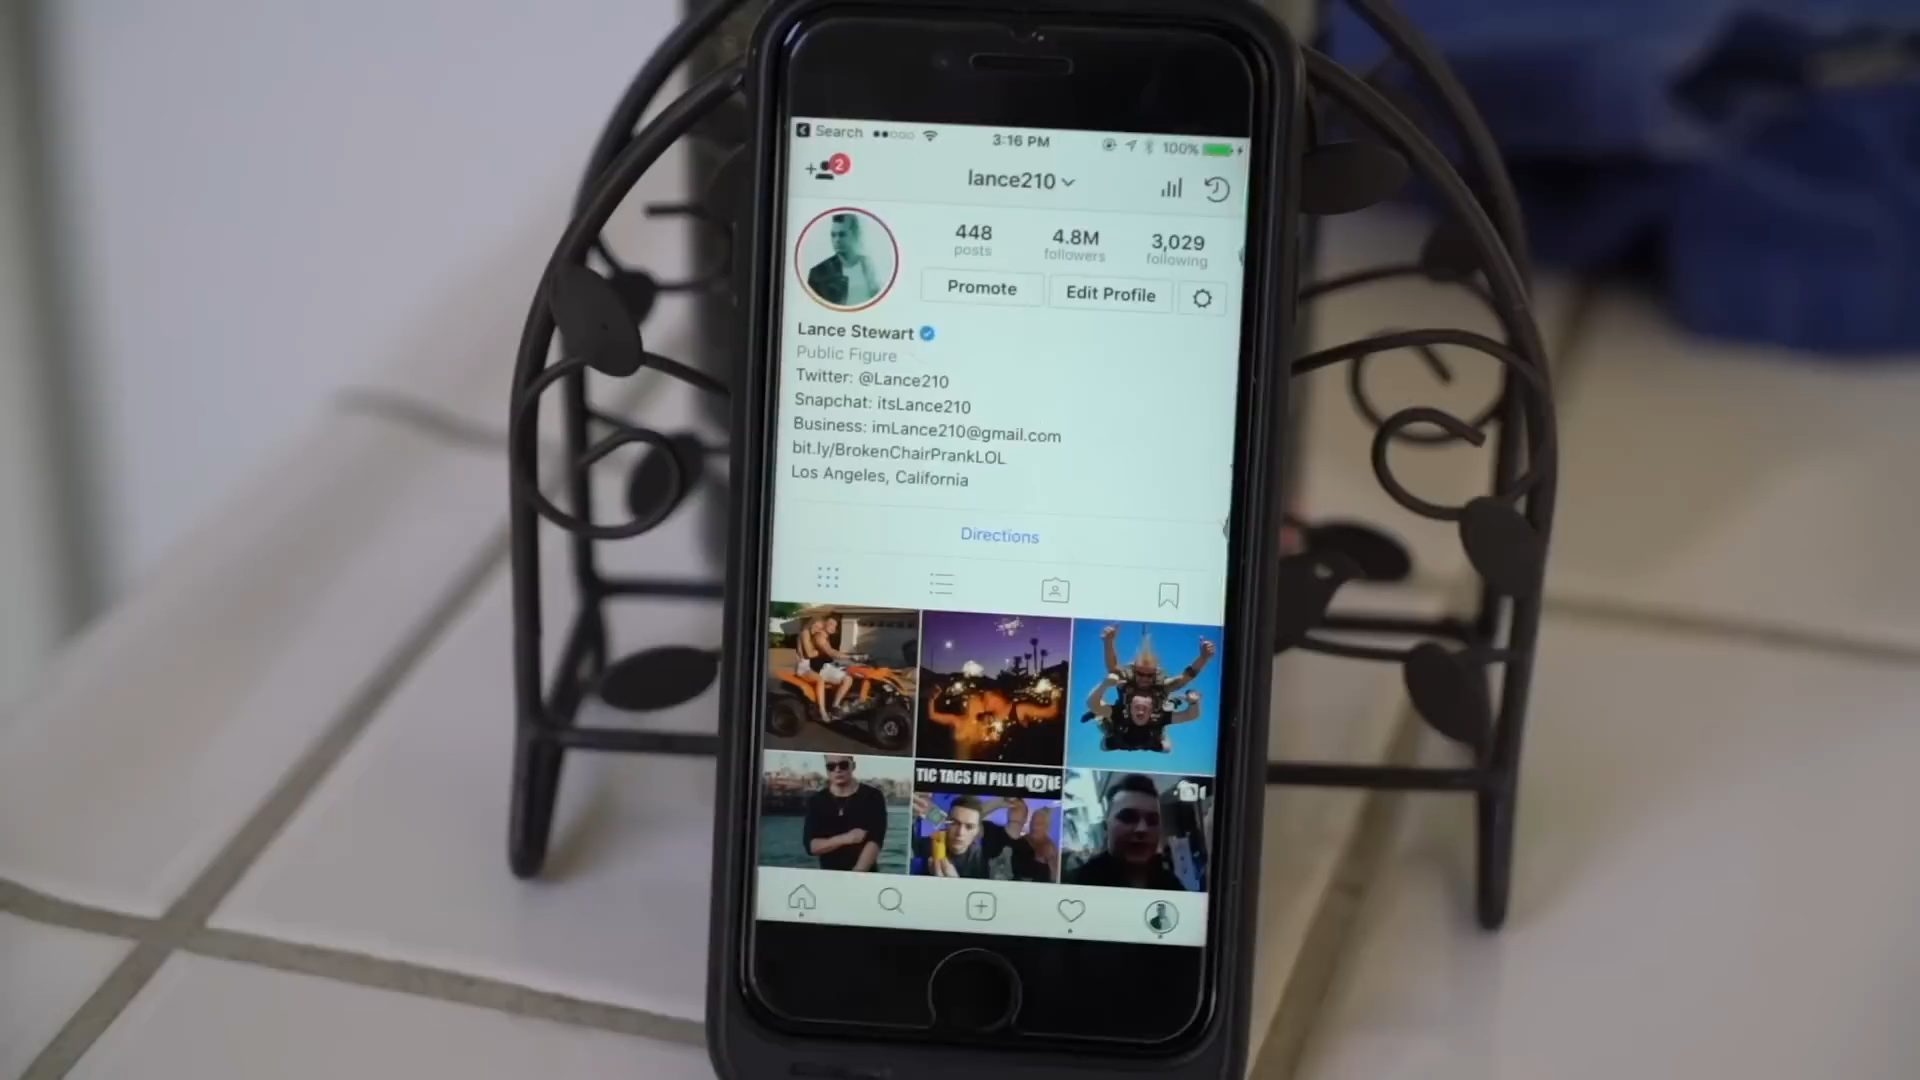 Search
3:16 PM
100%
2
lance210
448
posts
4.8M
followers
3,029
following
Promote
Edit Profile
Lance Stewart
Public Figure
Twitter: @Lance210
Snapchat: itsLance210
Business: imLance210@gmail.com
bit.ly/BrokenChairPrankLOL
Los Angeles, California
Directions
TIC TACS IN PILL